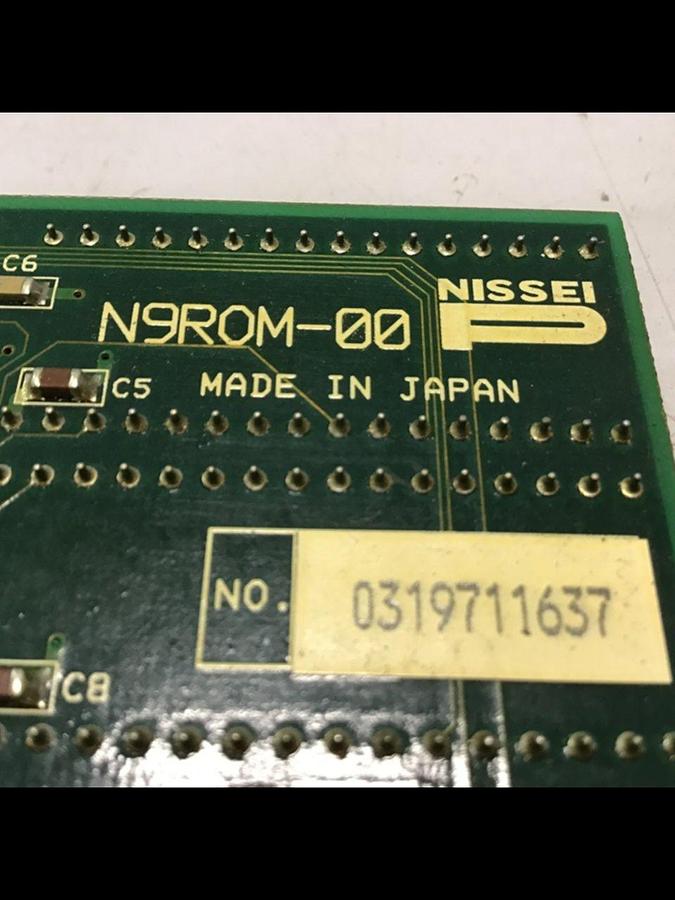 C6
NISSEI
N9ROM-00
P
C5
MADE IN JAPAN
NO. 0319711637
C8